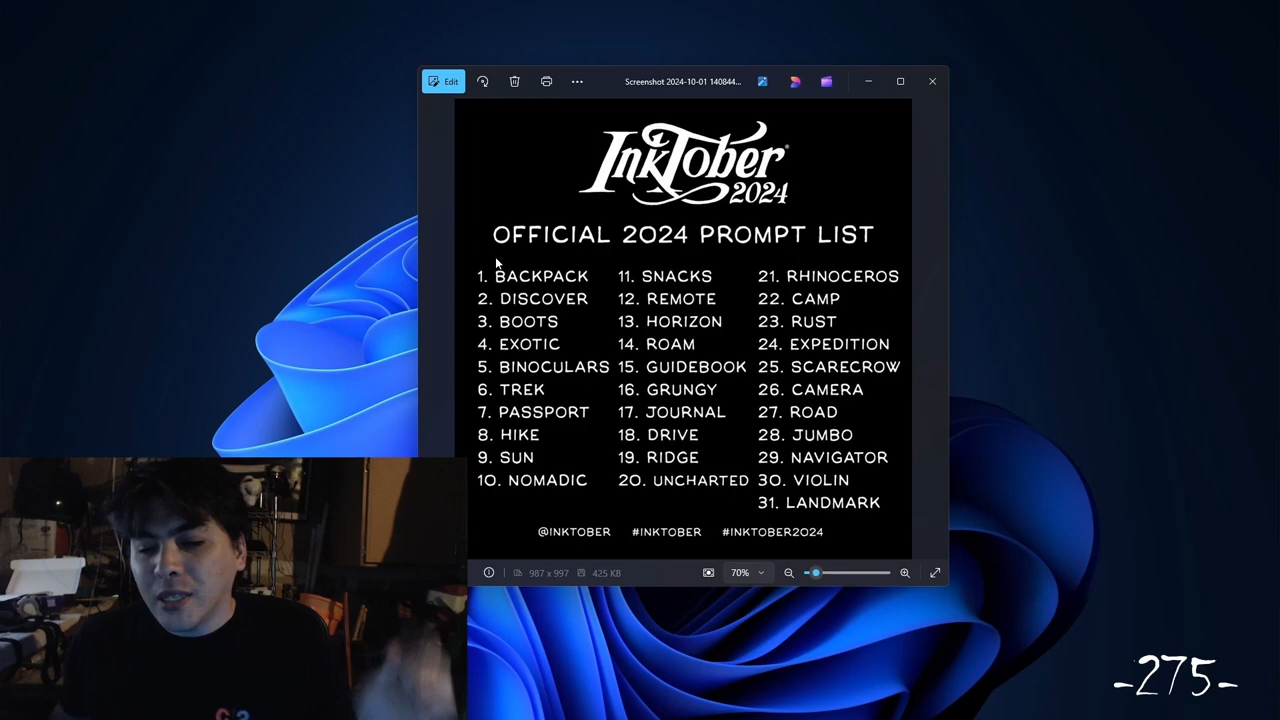 Edit
Screenshot 2024-10-01 140844...
InkTober®
2024
OFFICIAL 2024 PROMPT LIST
1. BACKPACK
2. DISCOVER
3. BOOTS
4. EXOTIC
5. BINOCULARS
6. TREK
7. PASSPORT
8. HIKE
9. SUN
10. NOMADIC
11. SNACKS
12. REMOTE
13. HORIZON
14. ROAM
15. GUIDEBOOK
16. GRUNGY
17. JOURNAL
18. DRIVE
19. RIDGE
20. UNCHARTED
21. RHINOCEROS
22. CAMP
23. RUST
24. EXPEDITION
25. SCARECROW
26. CAMERA
27. ROAD
28. JUMBO
29. NAVIGATOR
30. VIOLIN
31. LANDMARK
@INKTOBER #INKTOBER #INKTOBER2024
987 x 997 425 KB 70%
-275-